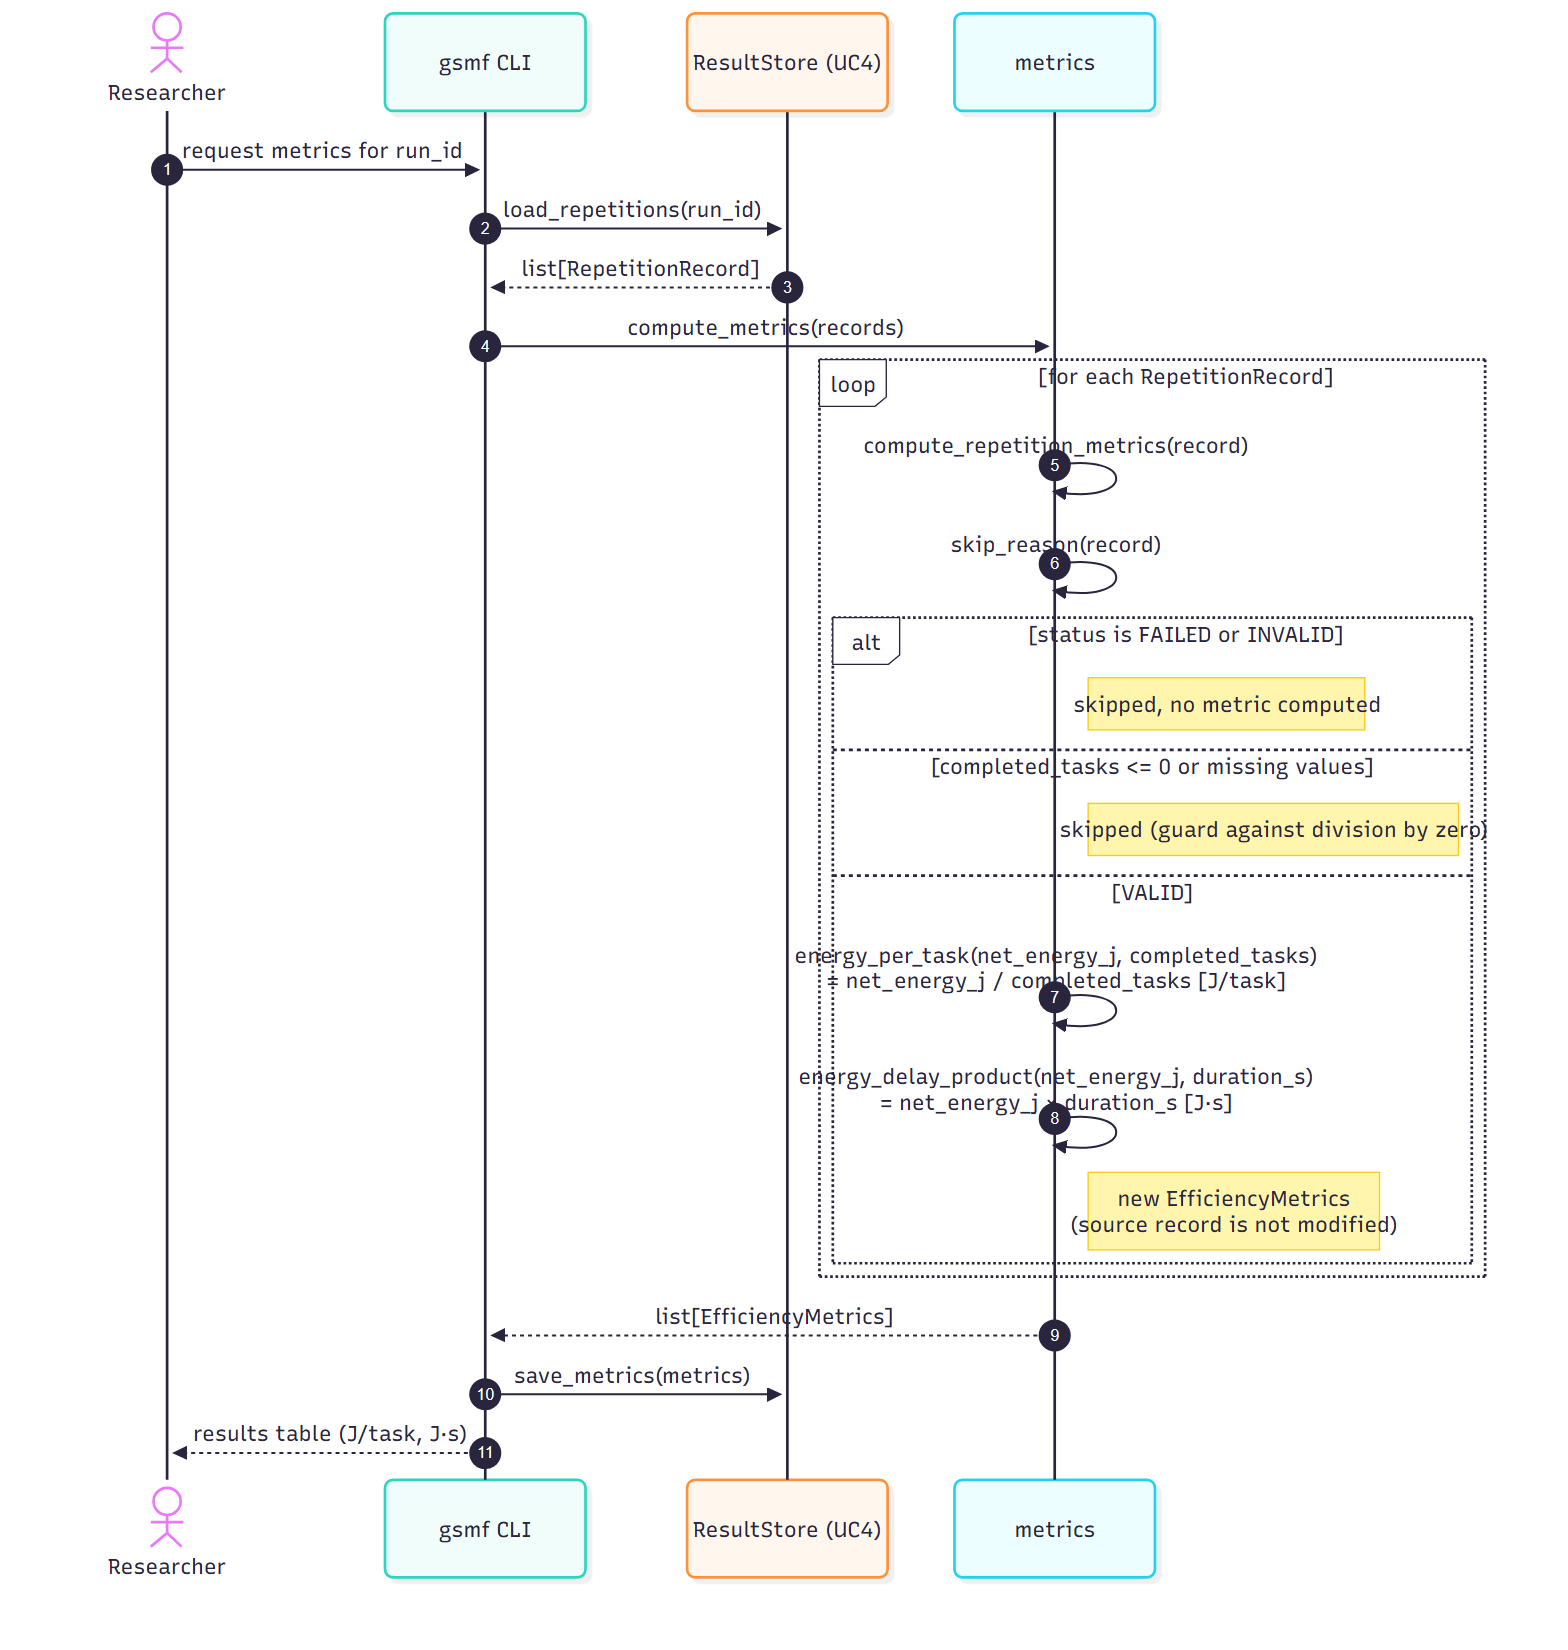 Researcher
gsmf CLI
ResultStore (UC4)
metrics
request metrics for run_id
1
load_repetitions(run_id)
2
list[RepetitionRecord]
3
compute_metrics(records)
4
loop
[for each RepetitionRecord]
compute_repetition_metrics(record)
5
skip_reason(record)
6
alt
[status is FAILED or INVALID]
skipped, no metric computed
[completed_tasks <= 0 or missing values]
skipped (guard against division by zero)
[VALID]
energy_per_task(net_energy_j, completed_tasks)
= net_energy_j / completed_tasks [J/task]
7
energy_delay_product(net_energy_j, duration_s)
= net_energy_j × duration_s [J·s]
8
new EfficiencyMetrics
(source record is not modified)
list[EfficiencyMetrics]
9
save_metrics(metrics)
10
results table (J/task, J·s)
11
gsmf CLI
ResultStore (UC4)
metrics
Researcher